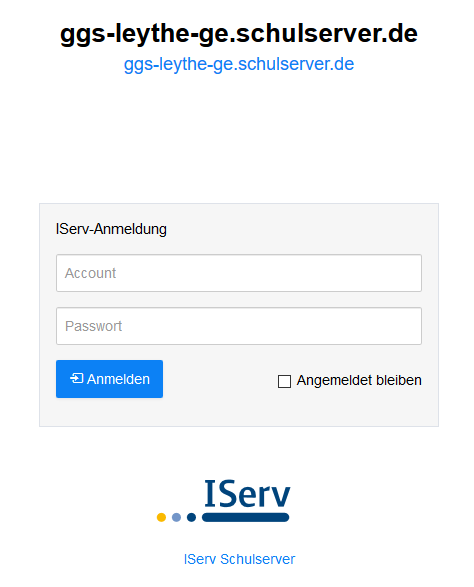 ggs-leythe-ge.schulserver.de
ggs-leythe-ge.schulserver.de
IServ-Anmeldung
Account
Passwort
Anmelden
Angemeldet bleiben
IServ
IServ Schulserver